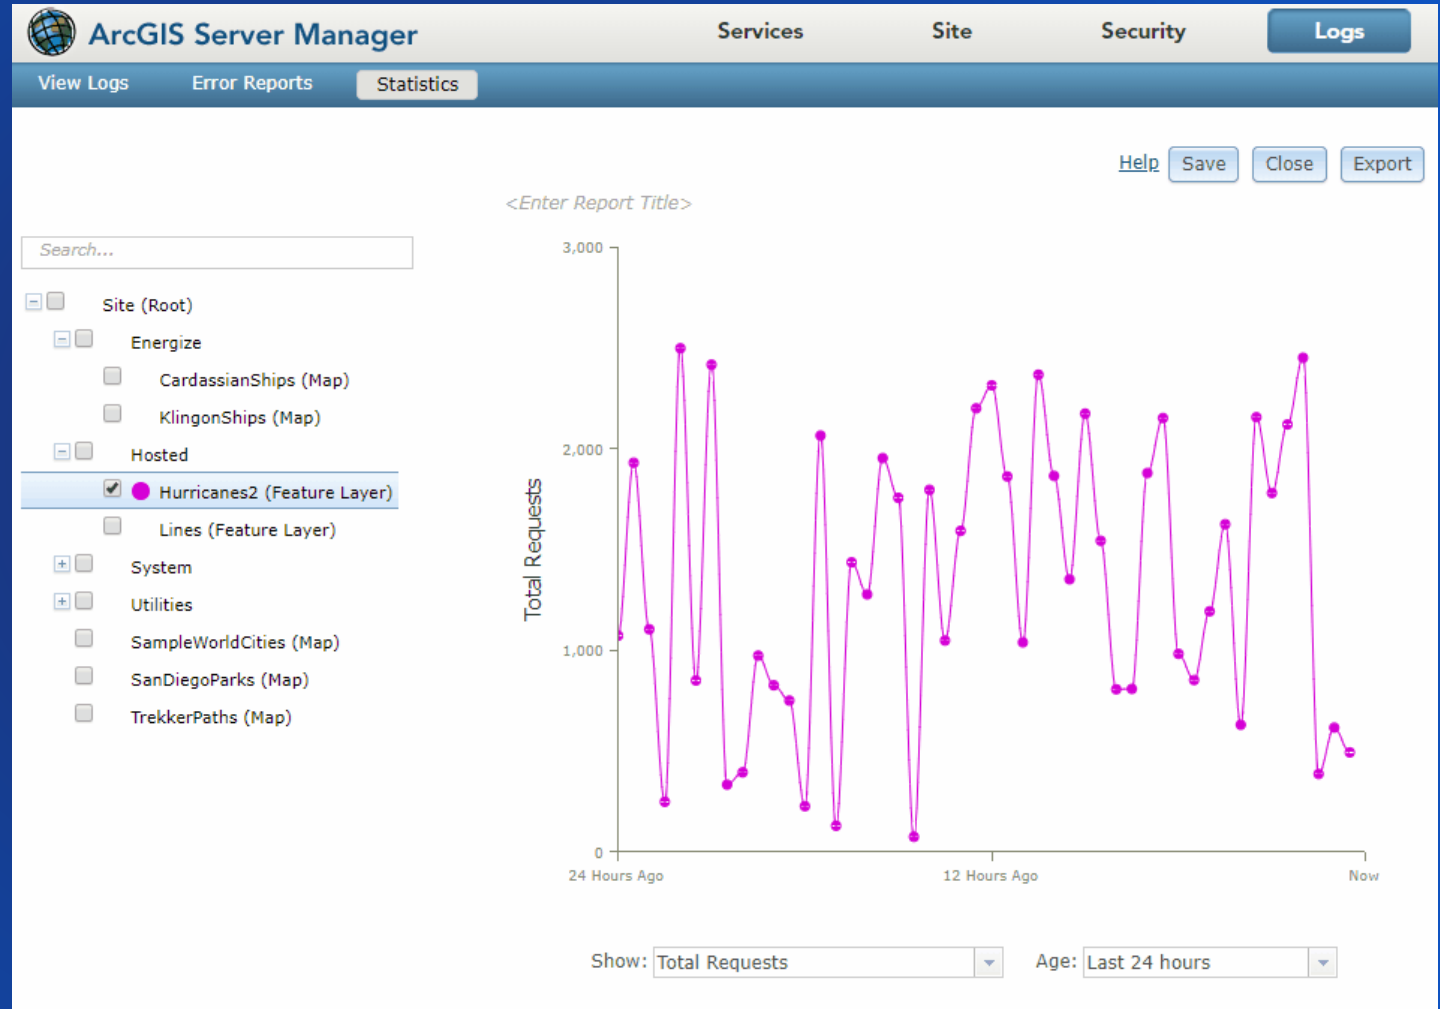 ArcGIS Server Manager
Services
Site
Security
Logs
View Logs
Error Reports
Statistics
Help
Save
Close
Export
<Enter Report Title>
Search...
Site (Root)
Energize
CardassianShips (Map)
KlingonShips (Map)
Hosted
Hurricanes2 (Feature Layer)
Lines (Feature Layer)
System
Utilities
SampleWorldCities (Map)
SanDiegoParks (Map)
TrekkerPaths (Map)
3,000
2,000
1,000
0
Total Requests
24 Hours Ago
12 Hours Ago
Now
Show: Total Requests
Age: Last 24 hours